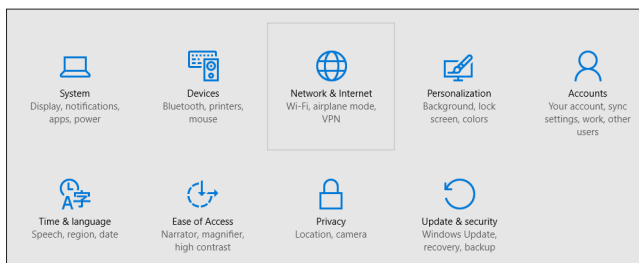 System
Display, notifications,
apps, power
Devices
Bluetooth, printers,
mouse
Network & Internet
Wi-Fi, airplane mode,
VPN
Personalization
Background, lock
screen, colors
Accounts
Your account, sync
settings, work, other
users
A字
Time & language
Speech, region, date
Ease of Access
Narrator, magnifier,
high contrast
Privacy
Location, camera
Update & security
Windows Update,
recovery, backup